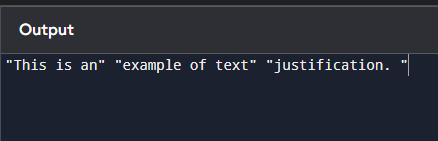 Output
"This is an" "example of text" "justification. "